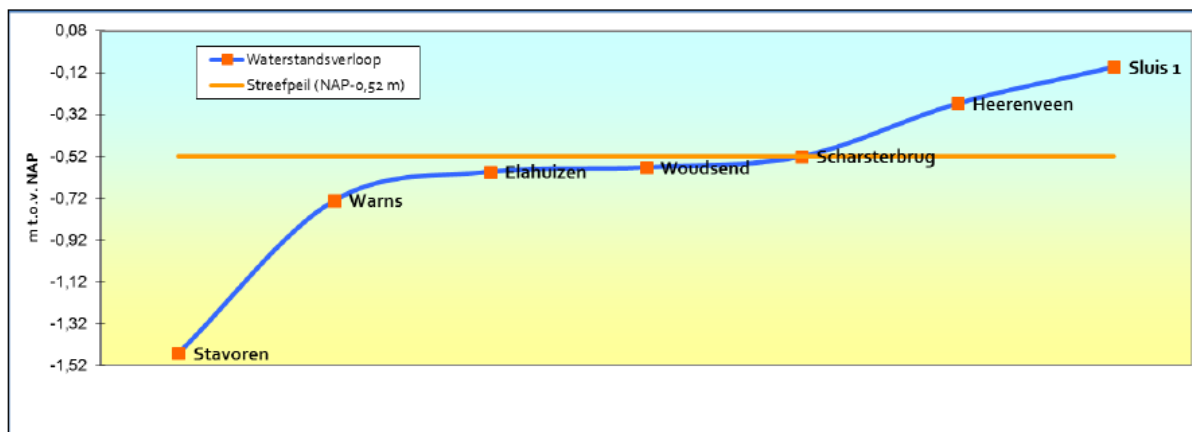 0,08
-0,12
-0,32
-0,52
-0,72
-0,92
-1,12
-1,32
-1,52
m t.o.v. NAP
Waterstandsverloop
Streefpeil (NAP-0,52 m)
Stavoren
Warns
Elahuizen
Woudsend
Scharsterbrug
Heerenveen
Sluis 1